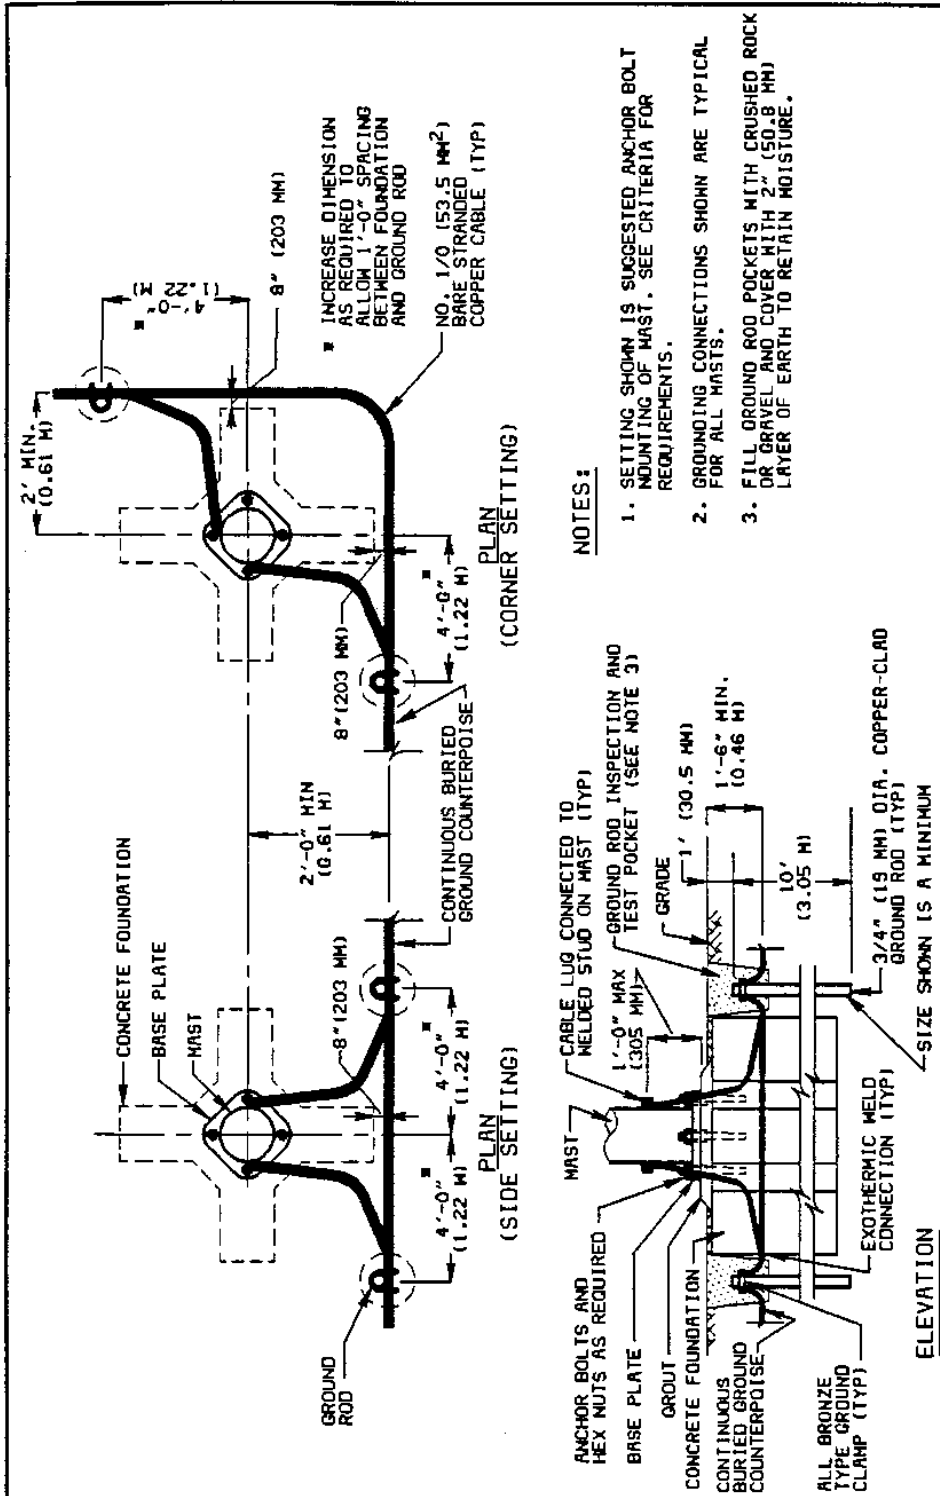 CONCRETE FOUNDATION
BASE PLATE
MAST
GROUND
ROD
8" (203 MM)
4'-0"
(1.22 M)
*
4'-0"
(1.22 M)
*
PLAN
(SIDE SETTING)
2'-0" MIN
(0.61 M)
CONTINUOUS BURIED
GROUND COUNTERPOISE
2' MIN.
(0.61 M)
4'-0"
(1.22 M)
*
8" (203 MM)
8" (203 MM)
4'-0"
(1.22 M)
*
PLAN
(CORNER SETTING)
* INCREASE DIMENSION
AS REQUIRED TO
ALLOW 1'-0" SPACING
BETWEEN FOUNDATION
AND GROUND ROD
NO. 1/0 (53.5 MM²)
BARE STRANDED
COPPER CABLE (TYP)
ANCHOR BOLTS AND
HEX NUTS AS REQUIRED
BASE PLATE
GROUT
CONCRETE FOUNDATION
CONTINUOUS
BURIED GROUND
COUNTERPOISE
ALL BRONZE
TYPE GROUND
CLAMP (TYP)
MAST
CABLE LUG CONNECTED TO
WELDED STUD ON MAST (TYP)
1'-0" MAX
(305 MM)
GROUND ROD INSPECTION AND
TEST POCKET (SEE NOTE 3)
GRADE
1' (30.5 MM)
1'-6" MIN.
(0.46 M)
10'
(3.05 M)
3/4" (19 MM) DIA. COPPER-CLAD
GROUND ROD (TYP)
SIZE SHOWN IS A MINIMUM
EXOTHERMIC WELD
CONNECTION (TYP)
ELEVATION
NOTES:
1. SETTING SHOWN IS SUGGESTED ANCHOR BOLT
MOUNTING OF MAST. SEE CRITERIA FOR
REQUIREMENTS.
2. GROUNDING CONNECTIONS SHOWN ARE TYPICAL
FOR ALL MASTS.
3. FILL GROUND ROD POCKETS WITH CRUSHED ROCK
OR GRAVEL AND COVER WITH 2" (50.8 MM)
LAYER OF EARTH TO RETAIN MOISTURE.